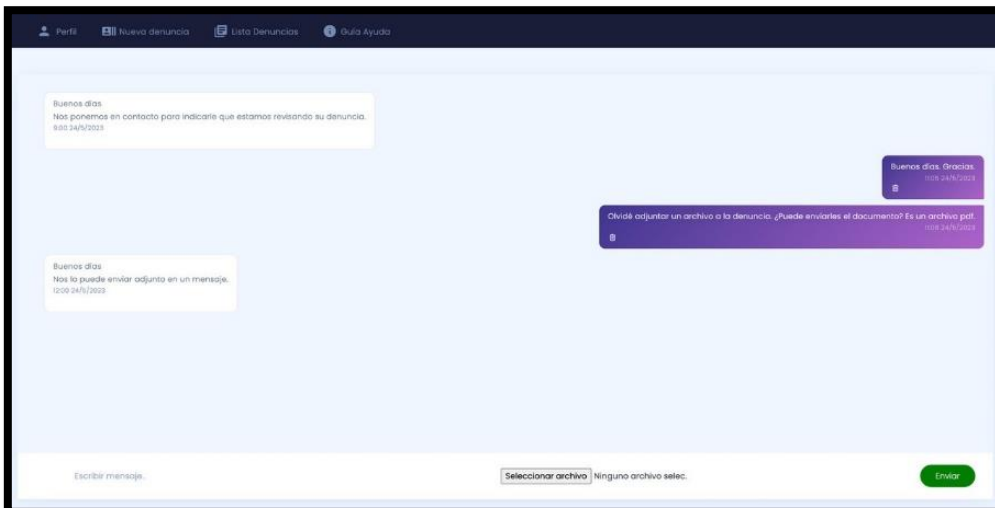 Perfil Nueva denuncia Lista Denuncias Guía Ayuda
Buenos días
Nos ponemos en contacto para indicarle que estamos revisando su denuncia.
9:00 24/5/2023
Buenos días. Gracias.
11:05 24/5/2023
Olvidé adjuntar un archivo a la denuncia. ¿Puede enviarles el documento? Es un archivo pdf.
11:06 24/5/2023
Buenos días
Nos lo puede enviar adjunto en un mensaje.
12:00 24/5/2023
Escribir mensaje..
Seleccionar archivo Ninguno archivo selec.
Enviar